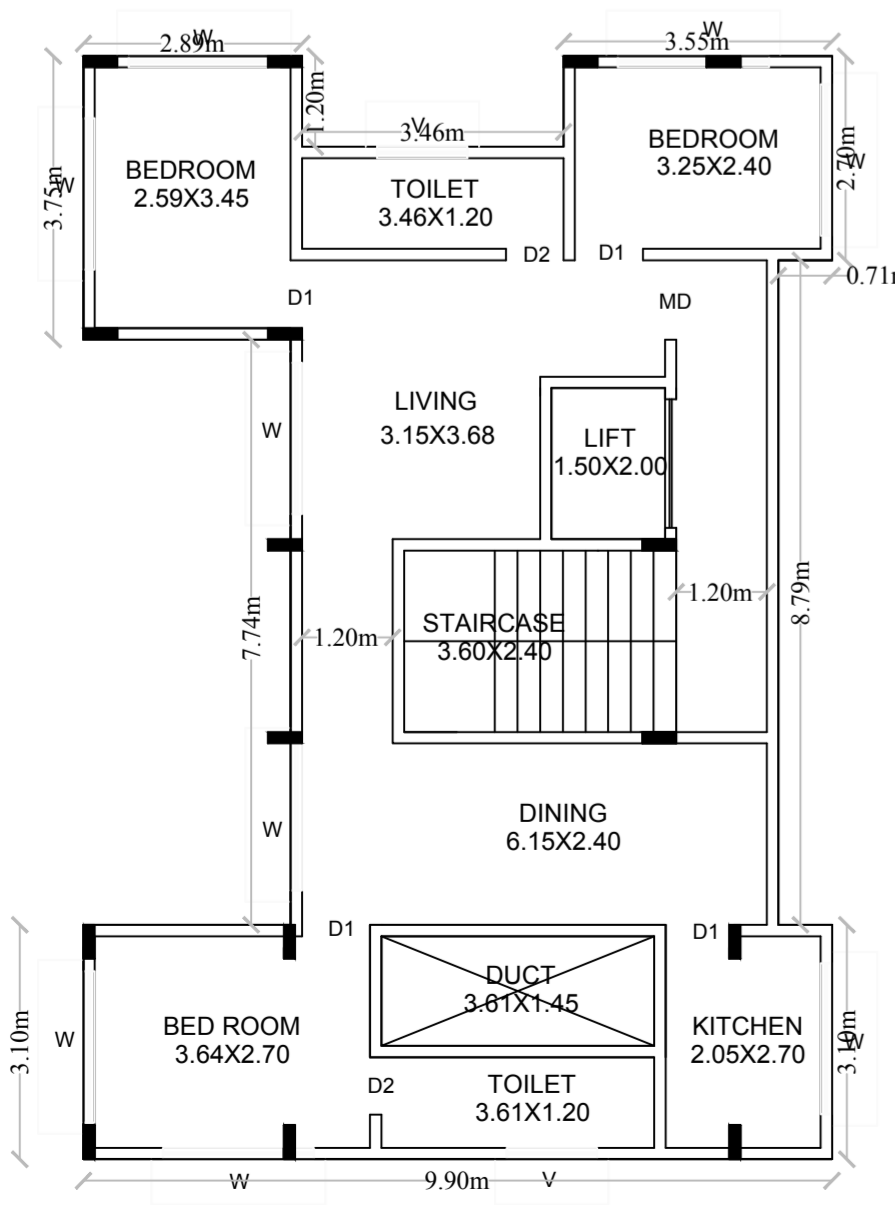 W
2.89m
W
3.55m
1.20m
V
3.46m
BEDROOM
2.59X3.45
TOILET
3.46X1.20
BEDROOM
3.25X2.40
3.75m
W
2.70m
W
D2
D1
0.71m
D1
MD
LIVING
3.15X3.68
W
LIFT
1.50X2.00
7.74m
1.20m
STAIRCASE
3.60X2.40
1.20m
8.79m
W
DINING
6.15X2.40
D1
D1
DUCT
3.61X1.45
3.10m
W
BED ROOM
3.64X2.70
KITCHEN
2.05X2.70
3.10m
W
D2
TOILET
3.61X1.20
W
9.90m
V